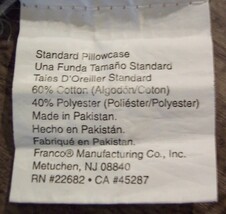 Standard Pillowcase
Una Funda Tamaño Standard
Taies D'Oreiller Standard
60% Cotton (Algodón/Coton)
40% Polyester (Poliéster/Polyester)
Made in Pakistan.
Hecho en Pakistán.
Fabriqué en Pakistan.
Franco® Manufacturing Co., Inc.
Metuchen, NJ 08840
RN #22682 • CA #45287